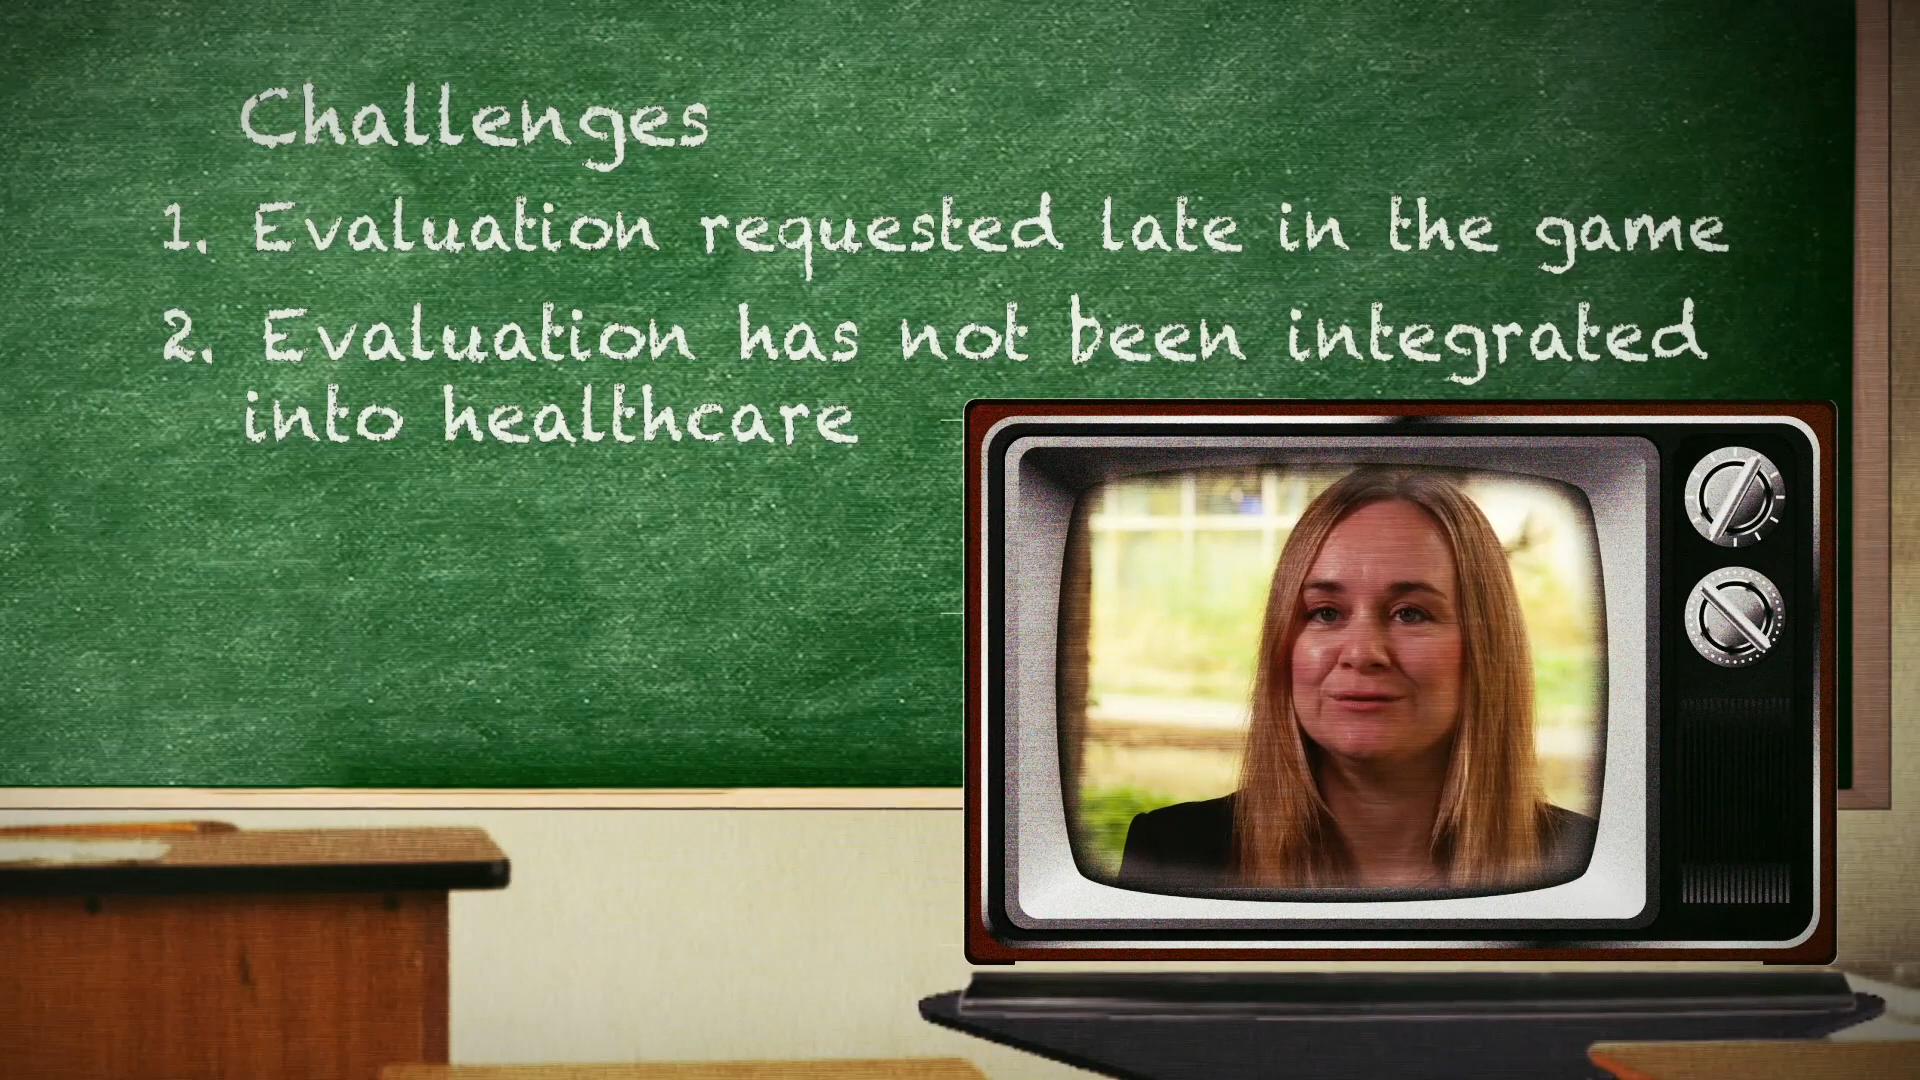 Challenges
1. Evaluation requested late in the game
2. Evaluation has not been integrated
into healthcare